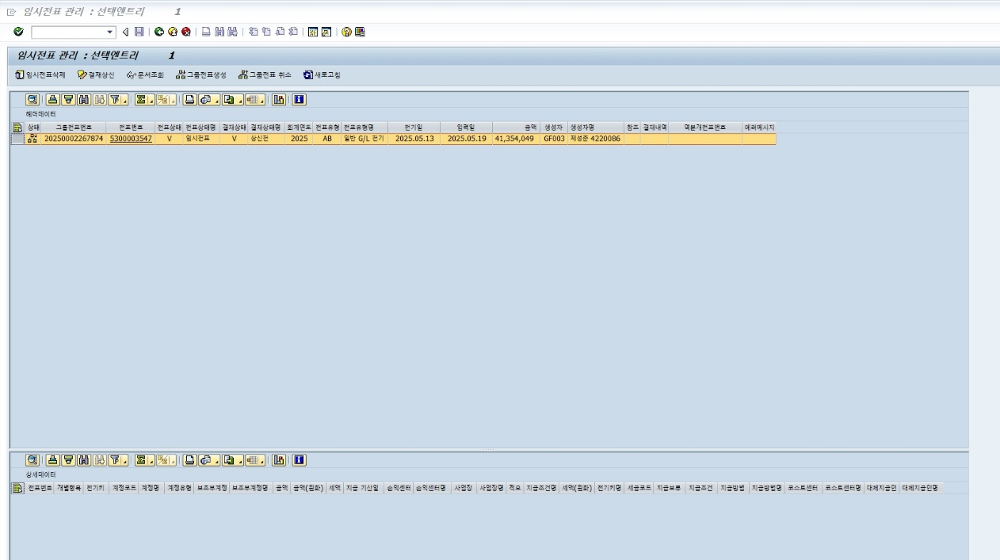 임시전표 관리 : 선택엔트리 1
임시전표 관리 : 선택엔트리 1
임시전표삭제 결재상신 문서조회 그룹전표생성 그룹전표 취소 새로고침
헤더데이터
상태 그룹전표번호 전표번호 전표상태 전표상태명 결재상태 결재상태명 회계연도 전표유형 전표유형명 전기일 입력일 금액 생성자 생성자명 참조 결재내역 역분개전표번호 에러메시지
20250002267874 5300003547 V 임시전표 V 상신전 2025 AB 일반 G/L 전기 2025.05.13 2025.05.19 41,354,049 GF003 제성준 4220086
상세데이터
전표번호 개별항목 전기키 계정코드 계정명 계정유형 보조부계정 보조부계정명 금액 금액(원화) 세액 지급 기산일 손익센터 손익센터명 사업장 사업장명 적요 지급조건명 세액(원화) 전기키명 세금코드 지급보류 지급조건 지급방법 지급방법명 코스트센터 코스트센터명 대체지급인 대체지급인명